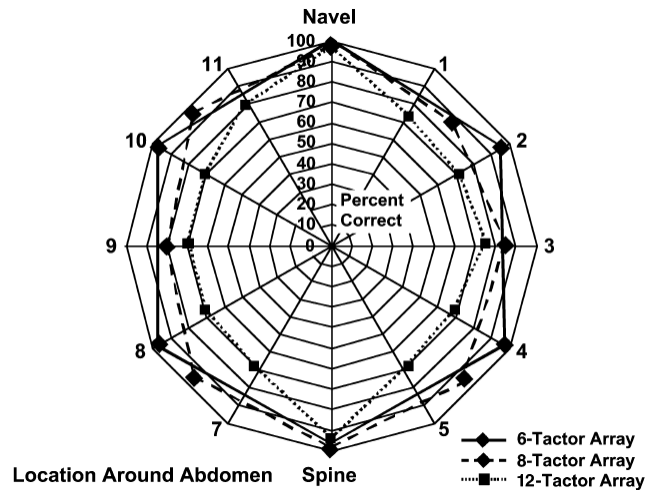 Navel
100
90
80
70
60
50
40
30
20
10
0
Percent
Correct
1
2
3
4
5
Spine
7
8
9
10
11
Location Around Abdomen
6-Tactor Array
8-Tactor Array
12-Tactor Array